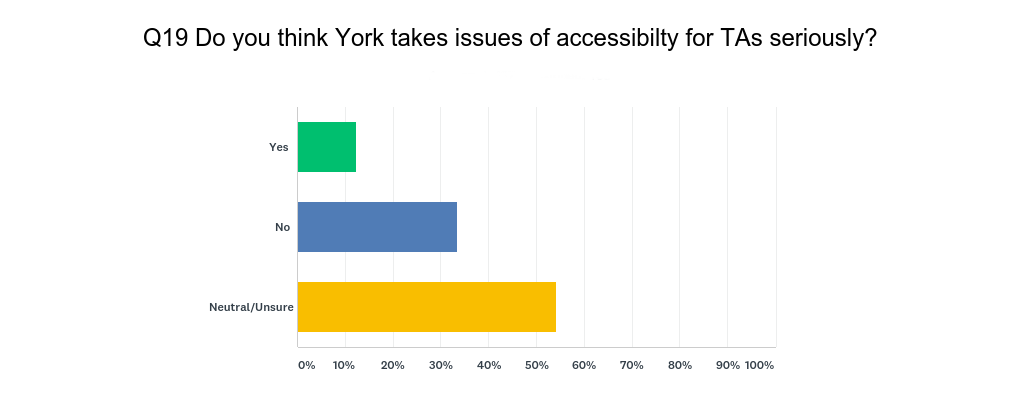 Q19 Do you think York takes issues of accessibilty for TAs seriously?
Yes
No
Neutral/Unsure
0% 10% 20% 30% 40% 50% 60% 70% 80% 90% 100%